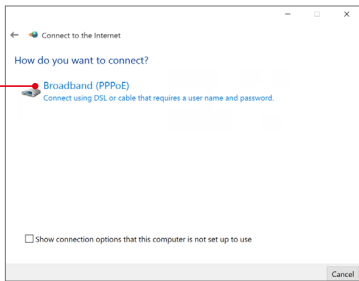 Connect to the Internet
How do you want to connect?
Broadband (PPPoE)
Connect using DSL or cable that requires a user name and password.
Show connection options that this computer is not set up to use
Cancel